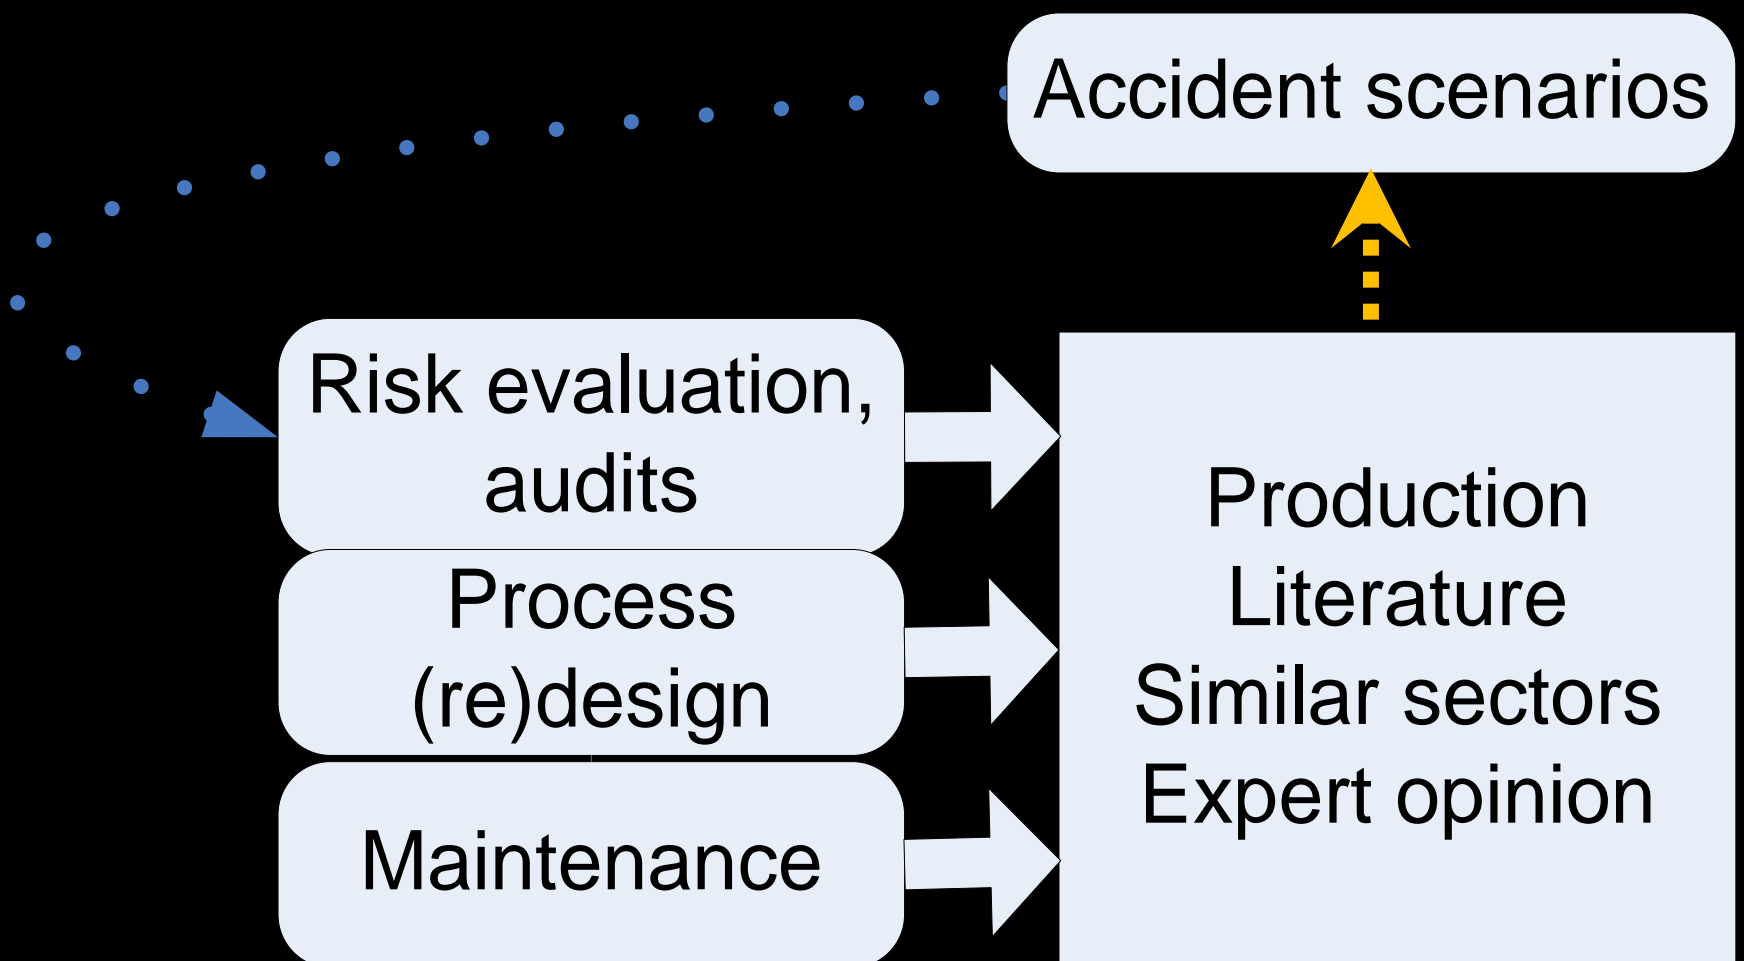 Accident scenarios
Risk evaluation,
audits
Process
(re)design
Maintenance
Production
Literature
Similar sectors
Expert opinion